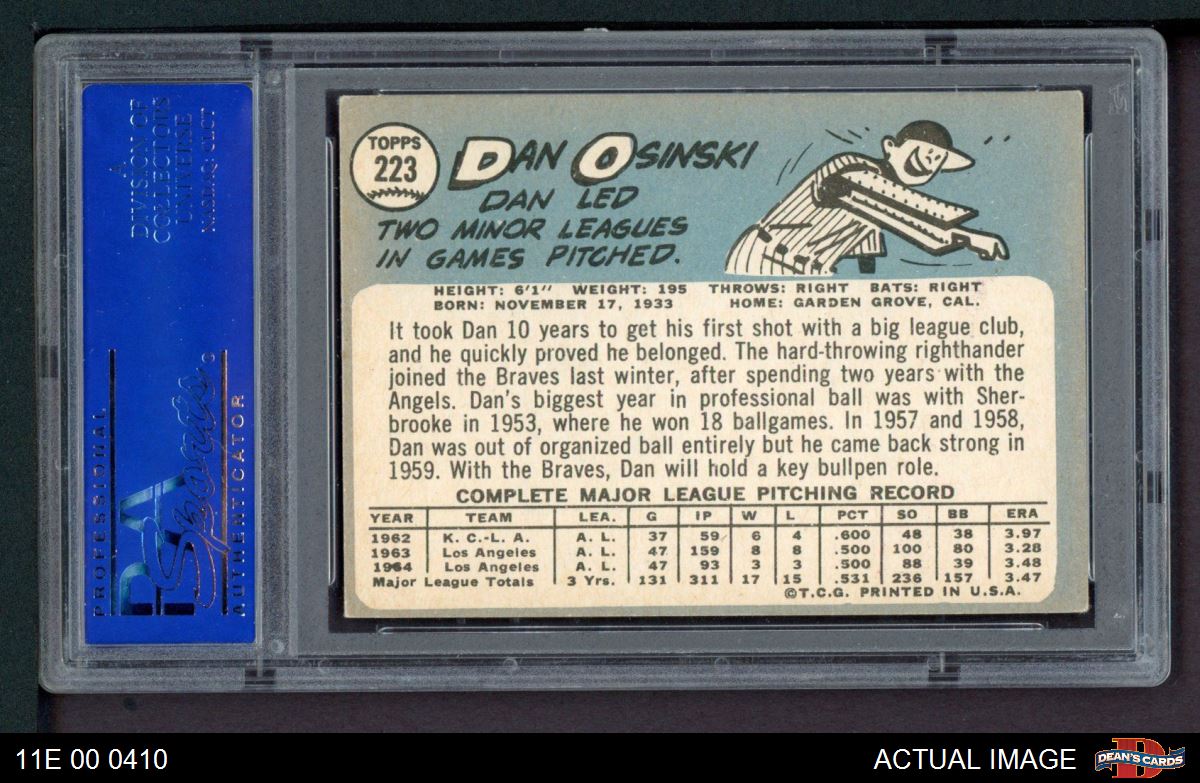 A
DIVISION OF
COLLECTORS
UNIVERSE
NASDAQ: CLCT
PROFESSIONAL
PSA
Sports
AUTHENTICATOR
TOPPS
223
DAN OSINSKI
DAN LED
TWO MINOR LEAGUES
IN GAMES PITCHED.
HEIGHT: 6'1" WEIGHT: 195 THROWS: RIGHT BATS: RIGHT
BORN: NOVEMBER 17, 1933 HOME: GARDEN GROVE, CAL.
It took Dan 10 years to get his first shot with a big league club,
and he quickly proved he belonged. The hard-throwing righthander
joined the Braves last winter, after spending two years with the
Angels. Dan's biggest year in professional ball was with Sher-
brooke in 1953, where he won 18 ballgames. In 1957 and 1958,
Dan was out of organized ball entirely but he came back strong in
1959. With the Braves, Dan will hold a key bullpen role.
COMPLETE MAJOR LEAGUE PITCHING RECORD
YEAR TEAM LEA. G IP W L PCT SO BB ERA
1962 K. C.-L. A. A. L. 37 59 6 4 .600 48 38 3.97
1963 Los Angeles A. L. 47 159 8 8 .500 100 80 3.28
1964 Los Angeles A. L. 47 93 3 3 .500 88 39 3.48
Major League Totals 3 Yrs. 131 311 17 15 .531 236 157 3.47
©T.C.G. PRINTED IN U.S.A.
11E 00 0410
ACTUAL IMAGE
DEAN'S CARDS